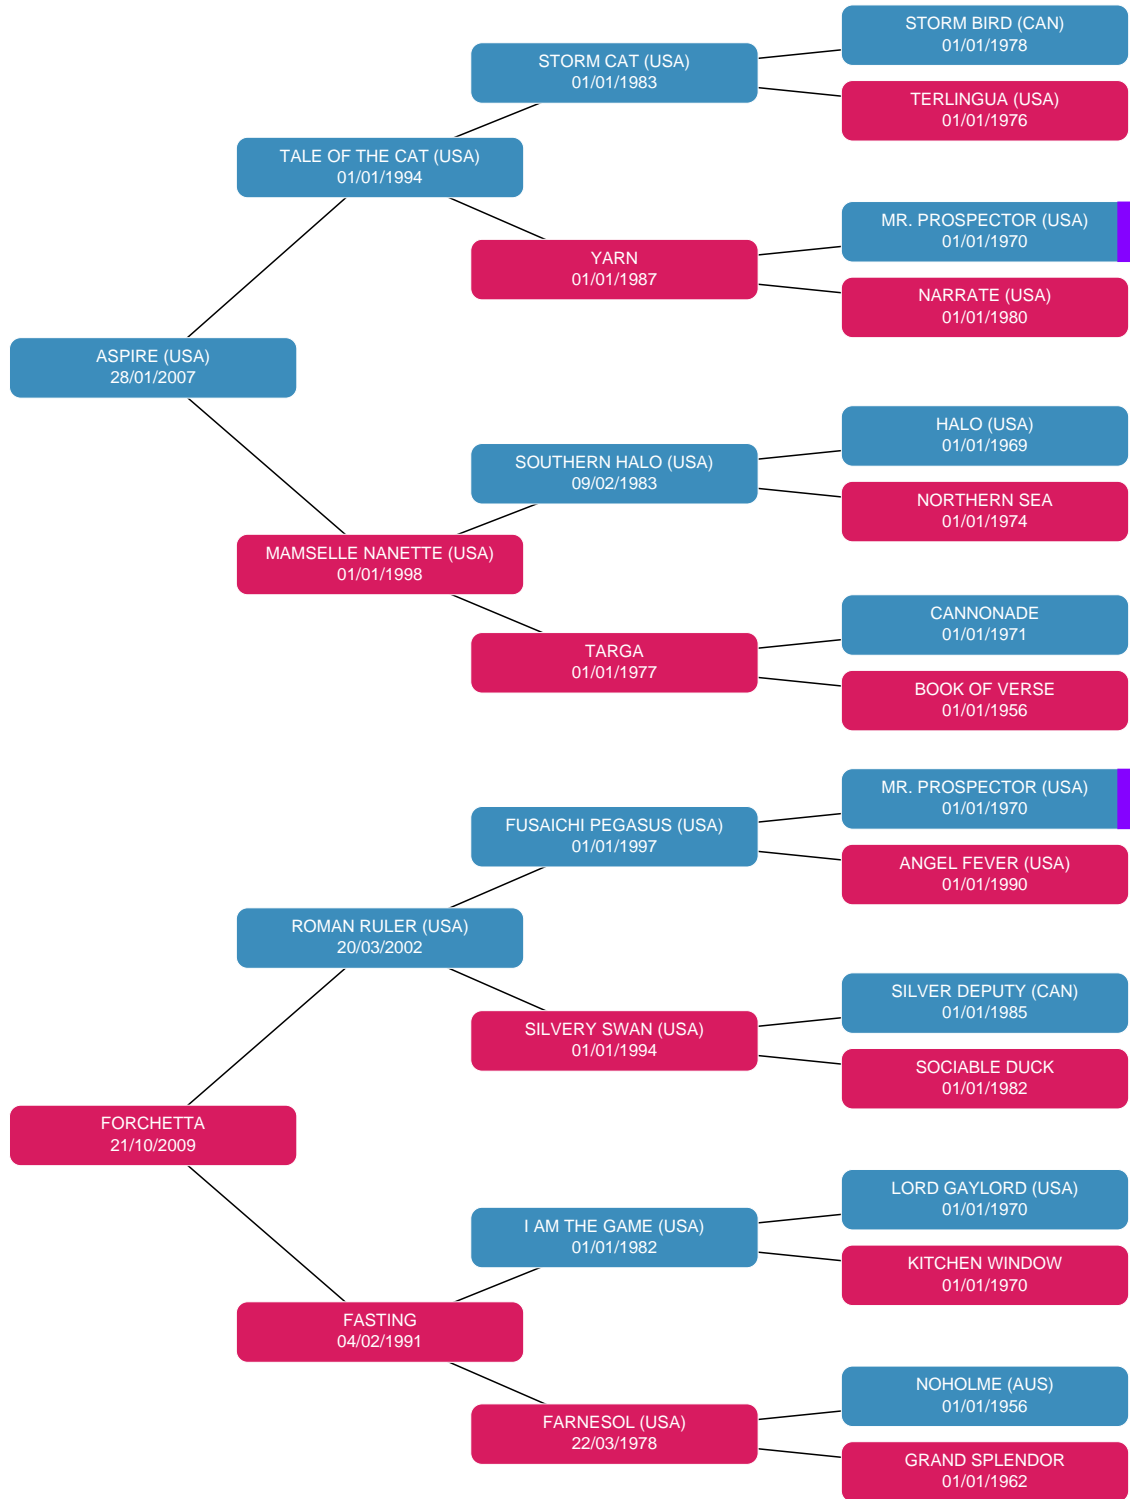 STORM BIRD (CAN)
01/01/1978
STORM CAT (USA)
01/01/1983
TERLINGUA (USA)
01/01/1976
TALE OF THE CAT (USA)
01/01/1994
MR. PROSPECTOR (USA)
01/01/1970
YARN
01/01/1987
NARRATE (USA)
01/01/1980
ASPIRE (USA)
28/01/2007
HALO (USA)
01/01/1969
SOUTHERN HALO (USA)
09/02/1983
NORTHERN SEA
01/01/1974
MAMSELLE NANETTE (USA)
01/01/1998
CANNONADE
01/01/1971
TARGA
01/01/1977
BOOK OF VERSE
01/01/1956
MR. PROSPECTOR (USA)
01/01/1970
FUSAICHI PEGASUS (USA)
01/01/1997
ANGEL FEVER (USA)
01/01/1990
ROMAN RULER (USA)
20/03/2002
SILVER DEPUTY (CAN)
01/01/1985
SILVERY SWAN (USA)
01/01/1994
SOCIABLE DUCK
01/01/1982
FORCHETTA
21/10/2009
LORD GAYLORD (USA)
01/01/1970
I AM THE GAME (USA)
01/01/1982
KITCHEN WINDOW
01/01/1970
FASTING
04/02/1991
NOHOLME (AUS)
01/01/1956
FARNESOL (USA)
22/03/1978
GRAND SPLENDOR
01/01/1962